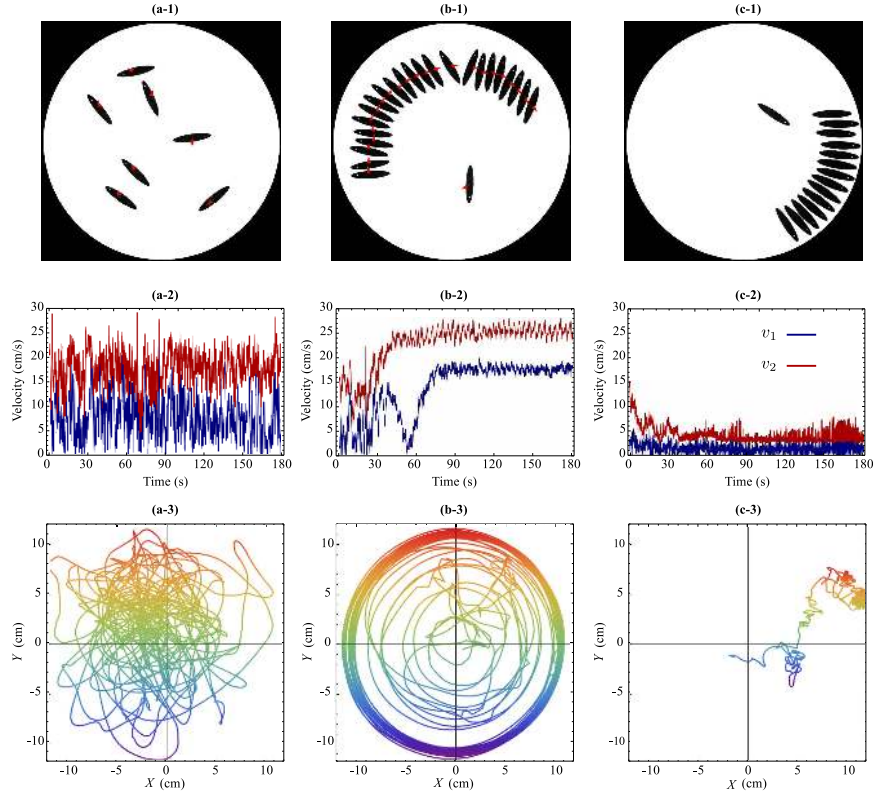 (a-1) (b-1) (c-1)
(a-2) (b-2) (c-2)
30 30 30
25 25 25
20 20 20
15 15 15
10 10 10
5 5 5
0 0 0
Velocity (cm/s) Velocity (cm/s) Velocity (cm/s)
v1
v2
0 30 60 90 120 150 180 0 30 60 90 120 150 180 0 30 60 90 120 150 180
Time (s) Time (s) Time (s)
(a-3) (b-3) (c-3)
10 10 10
5 5 5
0 0 0
-5 -5 -5
-10 -10 -10
Y (cm) Y (cm) Y (cm)
-10 -5 0 5 10 -10 -5 0 5 10 -10 -5 0 5 10
X (cm) X (cm) X (cm)